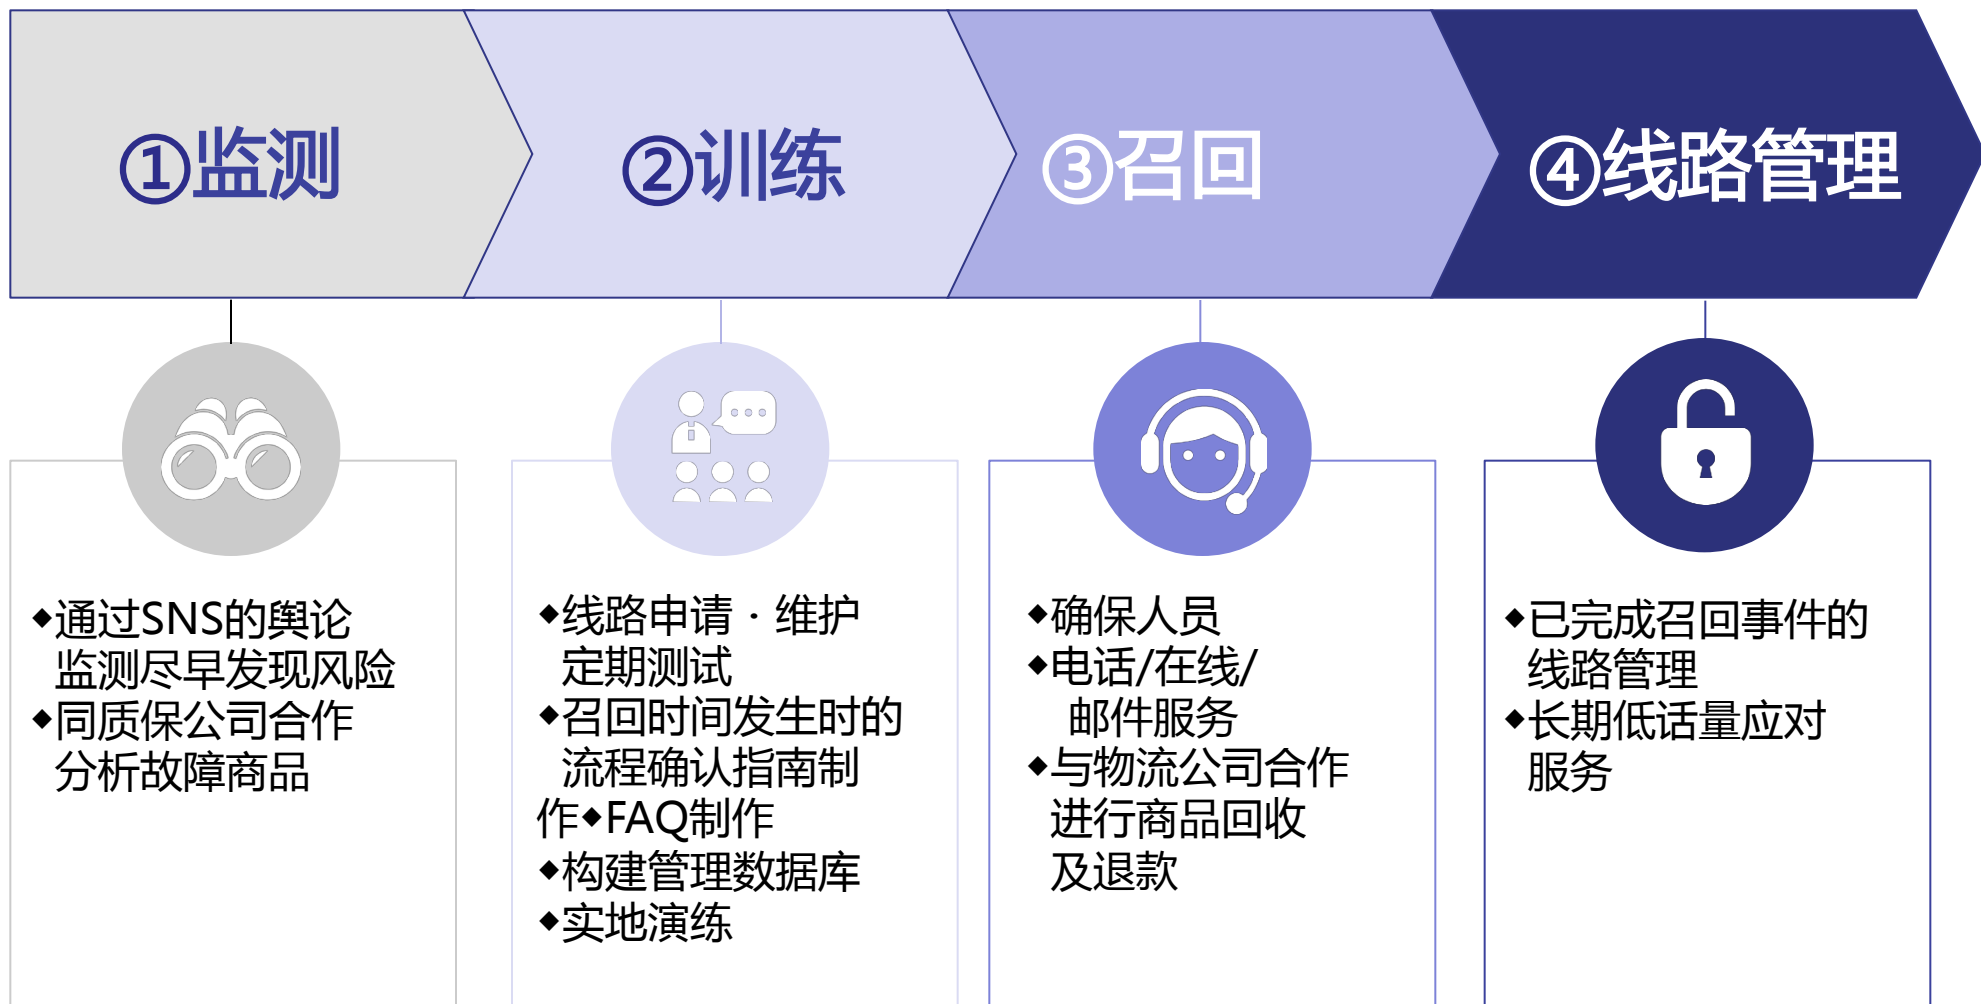 ①监测
②训练
③召回
④线路管理
◆通过SNS的舆论
监测尽早发现风险
◆同质保公司合作
分析故障商品
◆线路申请・维护
定期测试
◆召回时间发生时的
流程确认指南制
作◆FAQ制作
◆构建管理数据库
◆实地演练
◆确保人员
◆电话/在线/
邮件服务
◆与物流公司合作
进行商品回收
及退款
◆已完成召回事件的
线路管理
◆长期低话量应对
服务